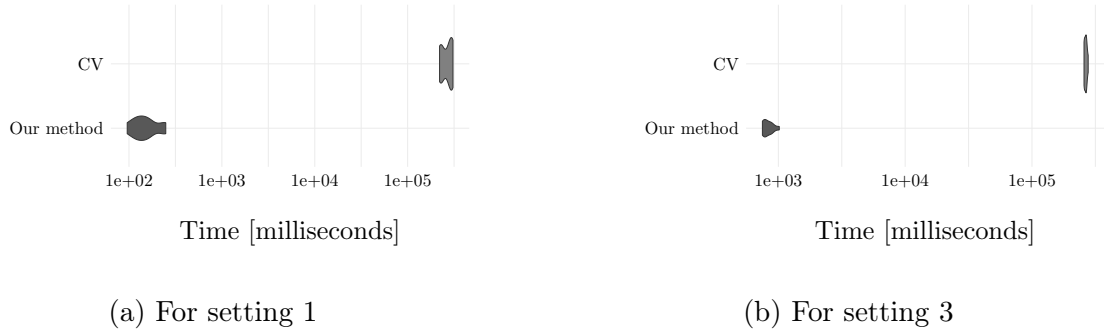 CV
Our method
1e+02 1e+03 1e+04 1e+05
Time [milliseconds]
(a) For setting 1
CV
Our method
1e+03 1e+04 1e+05
Time [milliseconds]
(b) For setting 3